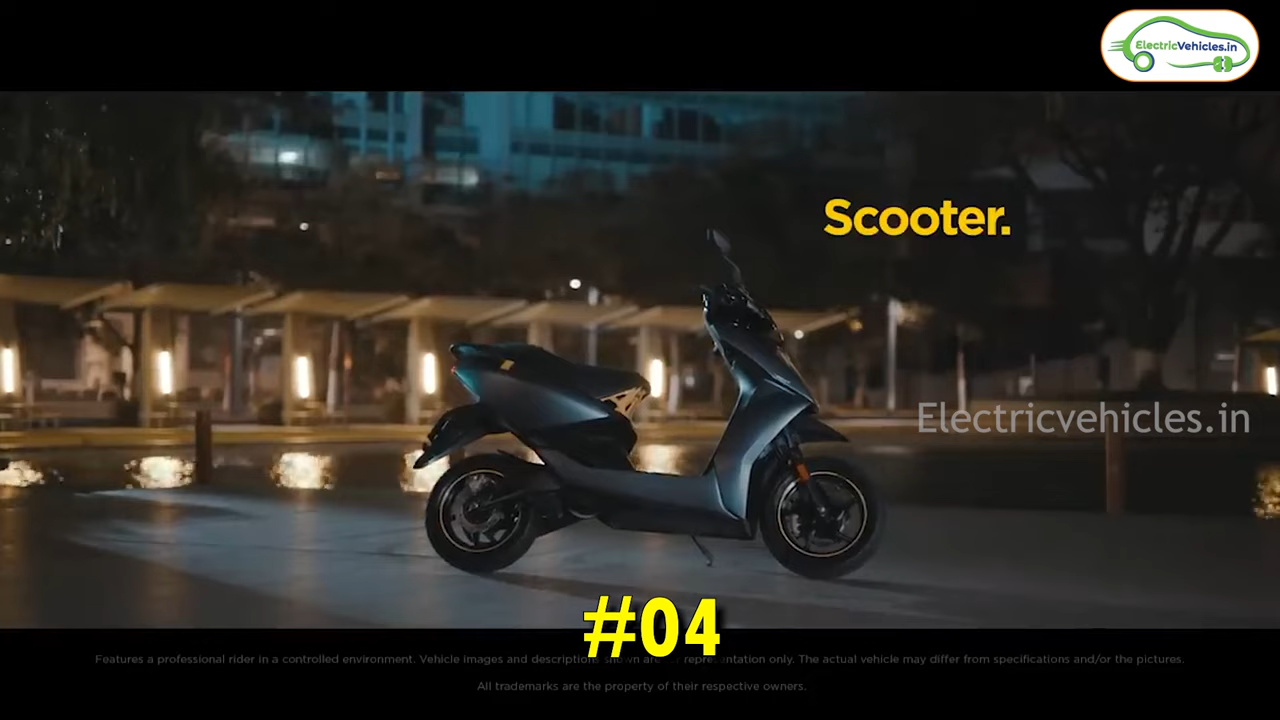 ElectricVehicles.in
Scooter.
Electricvehicles.in
#04
Features a professional rider in a controlled environment. Vehicle images and descriptions shown are for representation only. The actual vehicle may differ from specifications and/or the pictures.
All trademarks are the property of their respective owners.